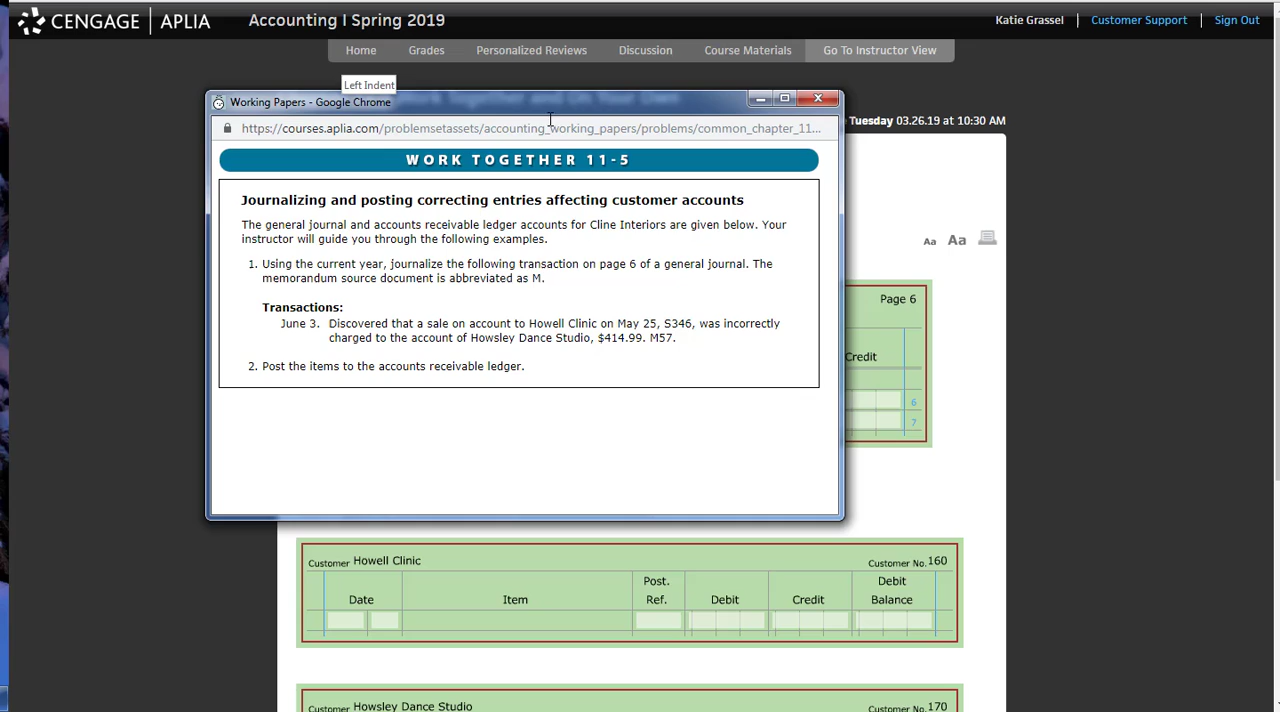 CENGAGE | APLIA
Accounting I Spring 2019
Katie Grassel | Customer Support | Sign Out
Home Grades Personalized Reviews Discussion Course Materials Go To Instructor View
Left Indent
Work Together and On Your Own
Working Papers - Google Chrome
Tuesday 03.26.19 at 10:30 AM
https://courses.aplia.com/problemsetassets/accounting_working_papers/problems/common_chapter_11...
WORK TOGETHER 11-5
Journalizing and posting correcting entries affecting customer accounts
The general journal and accounts receivable ledger accounts for Cline Interiors are given below. Your
instructor will guide you through the following examples.
Aa Aa
1. Using the current year, journalize the following transaction on page 6 of a general journal. The
memorandum source document is abbreviated as M.
Page 6
Transactions:
June 3. Discovered that a sale on account to Howell Clinic on May 25, S346, was incorrectly
charged to the account of Howsley Dance Studio, $414.99. M57.
Credit
2. Post the items to the accounts receivable ledger.
6
7
Customer Howell Clinic Customer No. 160
Date Item Post. Ref. Debit Credit Debit Balance
Customer Howsley Dance Studio Customer No. 170